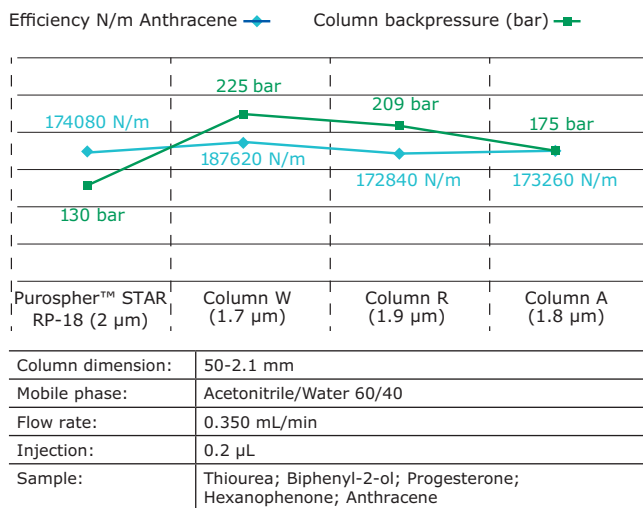 Efficiency N/m Anthracene
Column backpressure (bar)
225 bar
209 bar
174080 N/m
175 bar
187620 N/m
172840 N/m
173260 N/m
130 bar
Purospher™ STAR
RP-18 (2 µm)
Column W
(1.7 µm)
Column R
(1.9 µm)
Column A
(1.8 µm)
Column dimension: 50-2.1 mm
Mobile phase: Acetonitrile/Water 60/40
Flow rate: 0.350 mL/min
Injection: 0.2 µL
Sample: Thiourea; Biphenyl-2-ol; Progesterone;
Hexanophenone; Anthracene